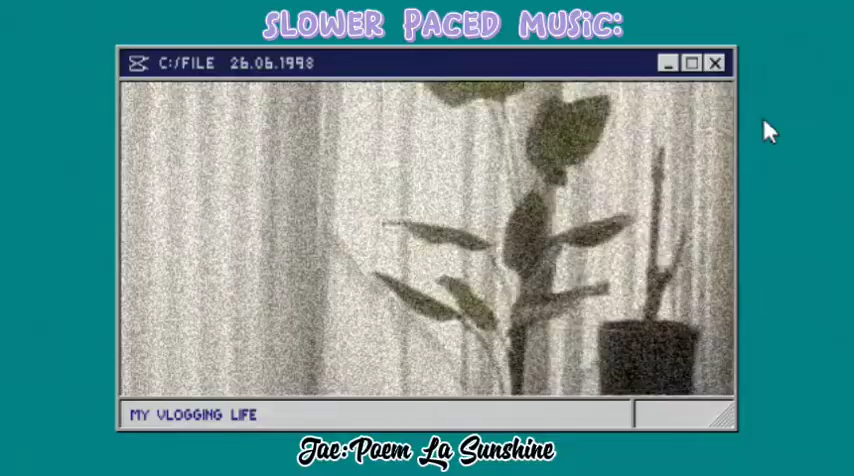 SLOWER PACED MUSIC:
C:/FILE 26.06.1998
MY VLOGGING LIFE
Jae:Poem La Sunshine